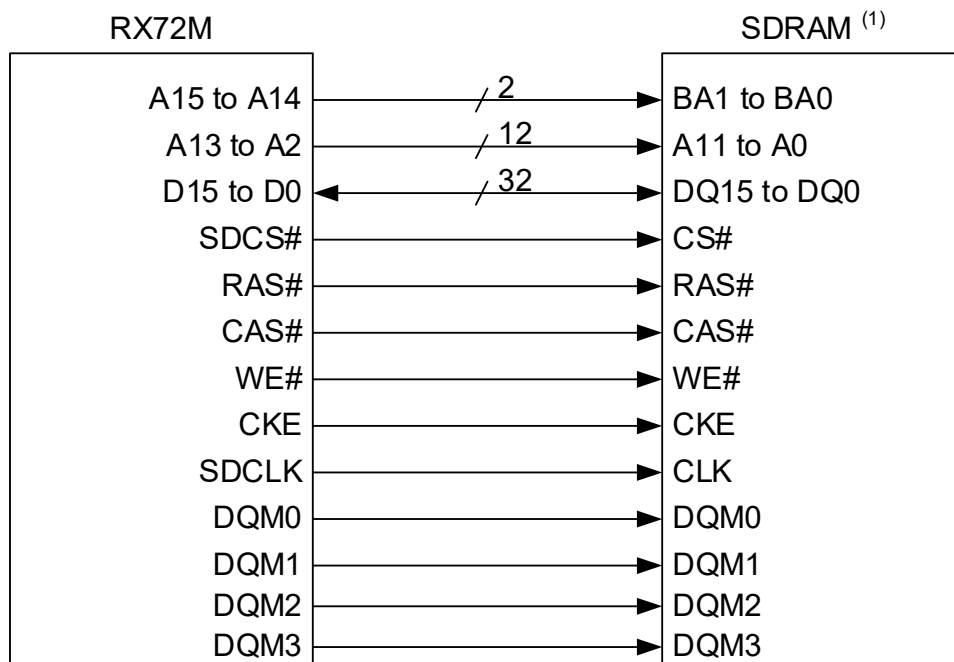 RX72M SDRAM (1)
A15 to A14 2 BA1 to BA0
A13 to A2 12 A11 to A0
D15 to D0 32 DQ15 to DQ0
SDCS# CS#
RAS# RAS#
CAS# CAS#
WE# WE#
CKE CKE
SDCLK CLK
DQM0 DQM0
DQM1 DQM1
DQM2 DQM2
DQM3 DQM3